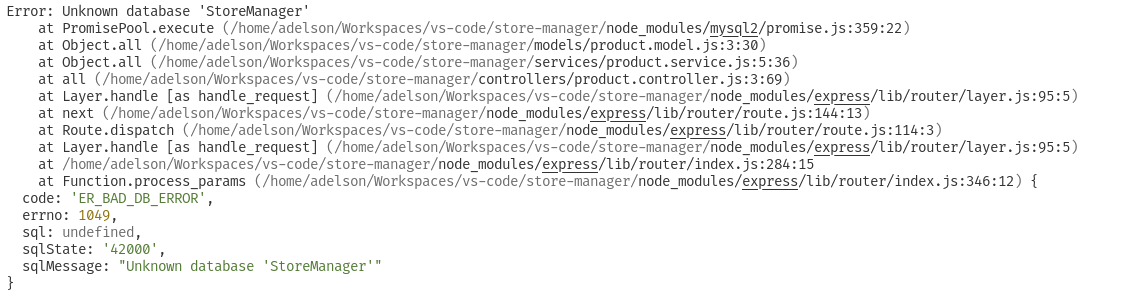 Error: Unknown database 'StoreManager'
    at PromisePool.execute (/home/adelson/Workspaces/vs-code/store-manager/node_modules/mysql2/promise.js:359:22)
    at Object.all (/home/adelson/Workspaces/vs-code/store-manager/models/product.model.js:3:30)
    at Object.all (/home/adelson/Workspaces/vs-code/store-manager/services/product.service.js:5:36)
    at all (/home/adelson/Workspaces/vs-code/store-manager/controllers/product.controller.js:3:69)
    at Layer.handle [as handle_request] (/home/adelson/Workspaces/vs-code/store-manager/node_modules/express/lib/router/layer.js:95:5)
    at next (/home/adelson/Workspaces/vs-code/store-manager/node_modules/express/lib/router/route.js:144:13)
    at Route.dispatch (/home/adelson/Workspaces/vs-code/store-manager/node_modules/express/lib/router/route.js:114:3)
    at Layer.handle [as handle_request] (/home/adelson/Workspaces/vs-code/store-manager/node_modules/express/lib/router/layer.js:95:5)
    at /home/adelson/Workspaces/vs-code/store-manager/node_modules/express/lib/router/index.js:284:15
    at Function.process_params (/home/adelson/Workspaces/vs-code/store-manager/node_modules/express/lib/router/index.js:346:12) {
  code: 'ER_BAD_DB_ERROR',
  errno: 1049,
  sql: undefined,
  sqlState: '42000',
  sqlMessage: "Unknown database 'StoreManager'"
}